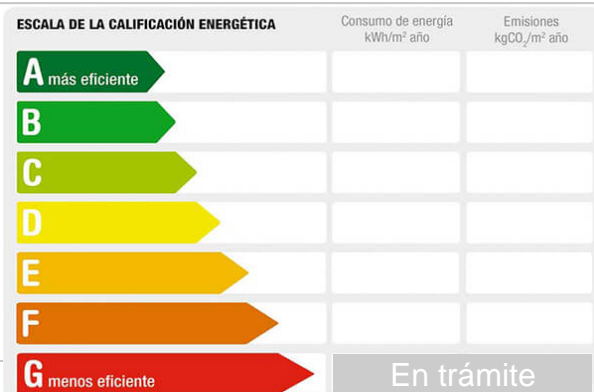 ESCALA DE LA CALIFICACIÓN ENERGÉTICA
Consumo de energía
kWh/m² año
Emisiones
kgCO₂/m² año
A más eficiente
B
C
D
E
F
G menos eficiente
En trámite